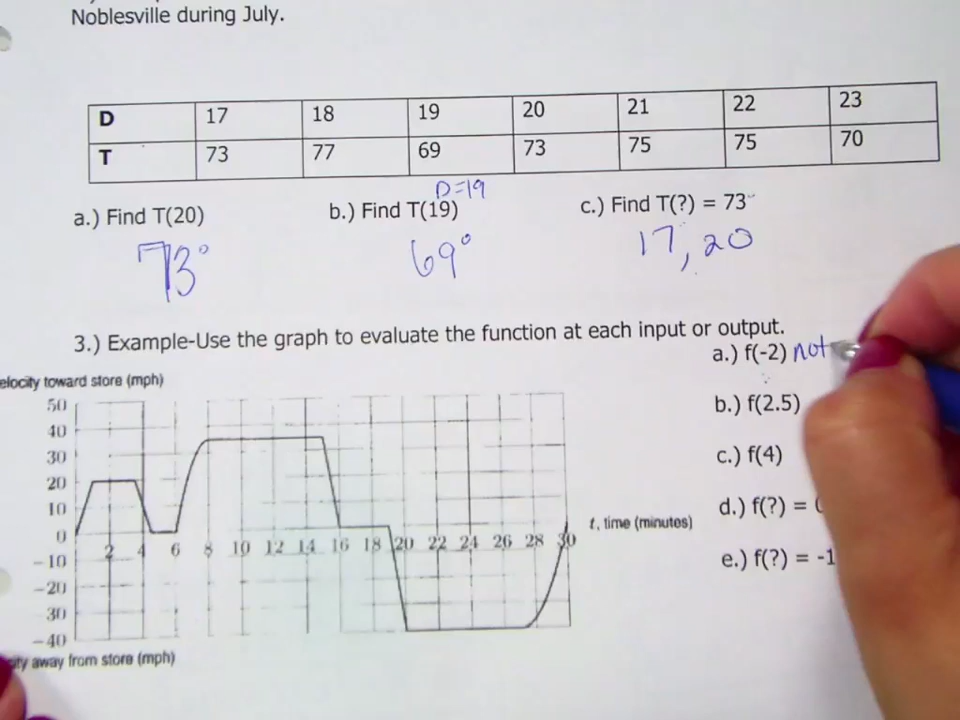 Noblesville during July.
D 17 18 19 20 21 22 23
T 73 77 69 73 75 75 70
D=19
a.) Find T(20) b.) Find T(19) c.) Find T(?) = 73
73° 69° 17, 20
3.) Example-Use the graph to evaluate the function at each input or output.
a.) f(-2) not
elocity toward store (mph)
b.) f(2.5)
c.) f(4)
d.) f(?) =
e.) f(?) = -1
50
40
30
20
10
0
-10
-20
-30
-40
2 4 6 8 10 12 14 16 18 20 22 24 26 28 30
t, time (minutes)
ity away from store (mph)